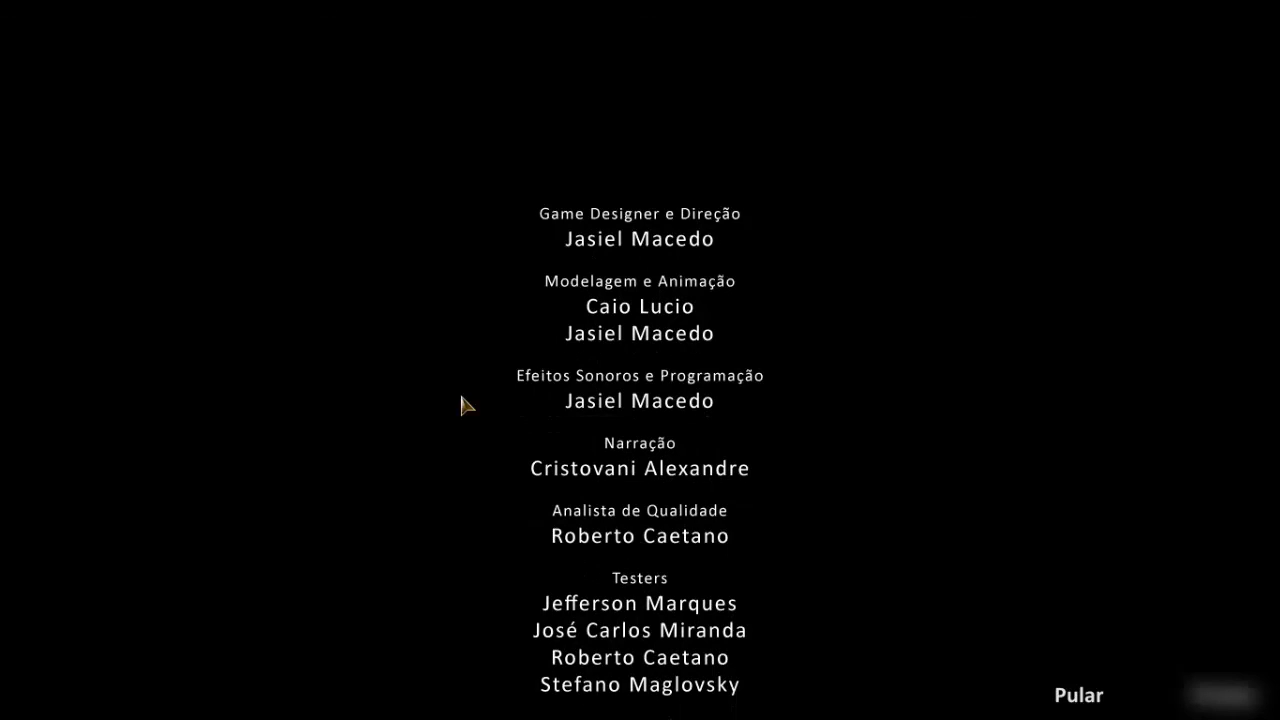 Game Designer e Direção
Jasiel Macedo
Modelagem e Animação
Caio Lucio
Jasiel Macedo
Efeitos Sonoros e Programação
Jasiel Macedo
Narração
Cristovani Alexandre
Analista de Qualidade
Roberto Caetano
Testers
Jefferson Marques
José Carlos Miranda
Roberto Caetano
Stefano Maglovsky
Pular